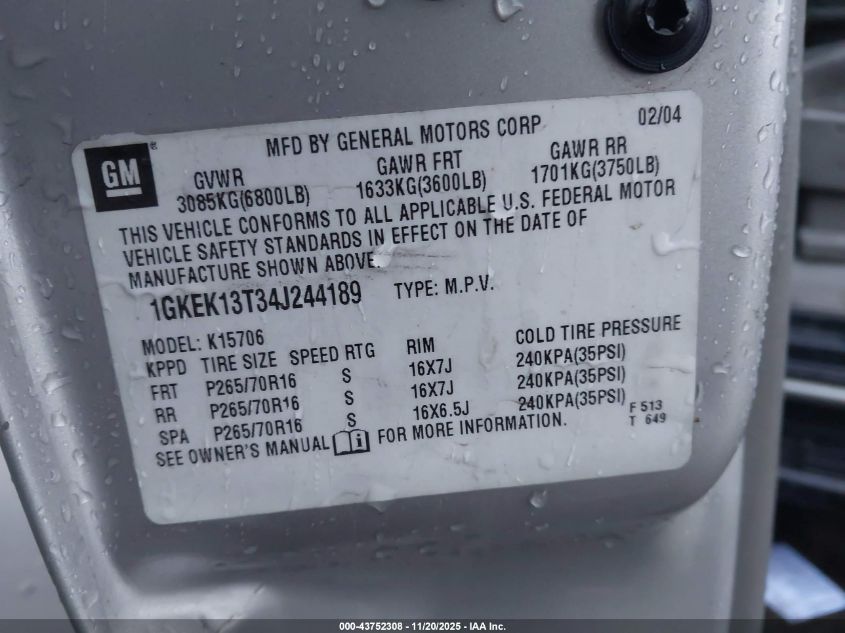 GM®
MFD BY GENERAL MOTORS CORP 02/04
GVWR GAWR FRT GAWR RR
3085KG(6800LB) 1633KG(3600LB) 1701KG(3750LB)
THIS VEHICLE CONFORMS TO ALL APPLICABLE U.S. FEDERAL MOTOR
VEHICLE SAFETY STANDARDS IN EFFECT ON THE DATE OF
MANUFACTURE SHOWN ABOVE.
1GKEK13T34J244189 TYPE: M.P.V.
MODEL: K15706
KPPD TIRE SIZE SPEED RTG RIM COLD TIRE PRESSURE
FRT P265/70R16 S 16X7J 240KPA(35PSI)
RR P265/70R16 S 16X7J 240KPA(35PSI)
SPA P265/70R16 S 16X6.5J 240KPA(35PSI)
SEE OWNER'S MANUAL FOR MORE INFORMATION.
F 513
T 649
000-43752308 - 11/20/2025 - IAA Inc.